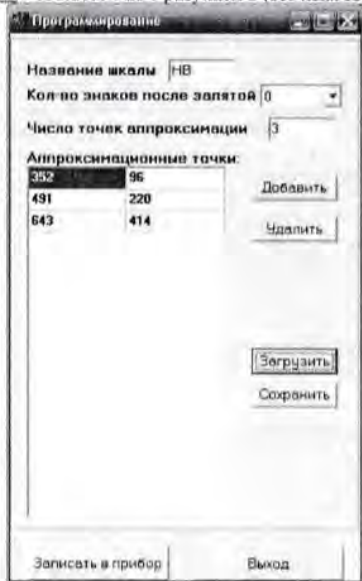 Программирование
Название шкалы НВ
Кол-во знаков после запятой 0
Число точек аппроксимации 3
Аппроксимационные точки:
352 96
491 220
643 414
Добавить
Удалить
Загрузить
Сохранить
Записать в прибор
Выход